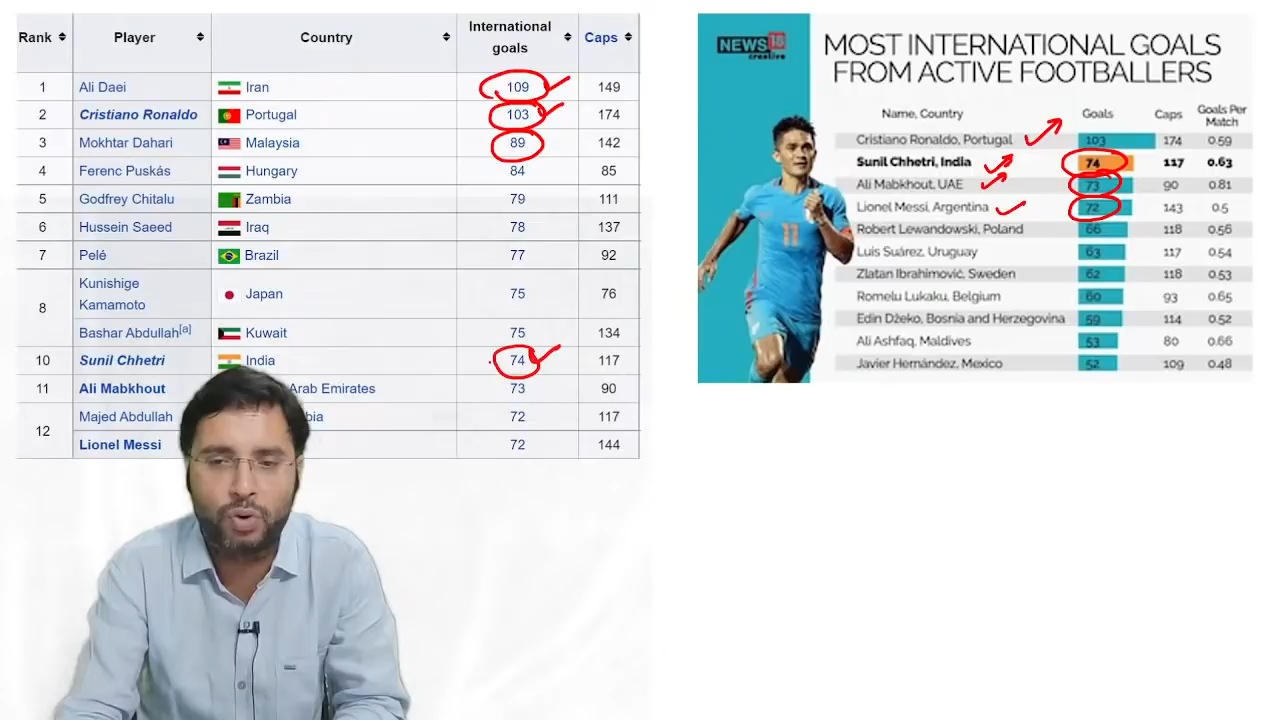 Rank Player Country International goals Caps
1 Ali Daei Iran 109 149
2 Cristiano Ronaldo Portugal 103 174
3 Mokhtar Dahari Malaysia 89 142
4 Ferenc Puskás Hungary 84 85
5 Godfrey Chitalu Zambia 79 111
6 Hussein Saeed Iraq 78 137
7 Pelé Brazil 77 92
8 Kunishige Kamamoto Japan 75 76
Bashar Abdullah[a] Kuwait 75 134
10 Sunil Chhetri India 74 117
11 Ali Mabkhout Arab Emirates 73 90
12 Majed Abdullah 72 117
Lionel Messi 72 144
NEWS 18
creative
MOST INTERNATIONAL GOALS
FROM ACTIVE FOOTBALLERS
Name, Country Goals Caps Goals Per Match
Cristiano Ronaldo, Portugal 103 174 0.59
Sunil Chhetri, India 74 117 0.63
Ali Mabkhout, UAE 73 90 0.81
Lionel Messi, Argentina 72 143 0.5
Robert Lewandowski, Poland 66 118 0.56
Luis Suárez, Uruguay 63 117 0.54
Zlatan Ibrahimović, Sweden 62 118 0.53
Romelu Lukaku, Belgium 60 93 0.65
Edin Džeko, Bosnia and Herzegovina 59 114 0.52
Ali Ashfaq, Maldives 53 80 0.66
Javier Hernández, Mexico 52 109 0.48
11